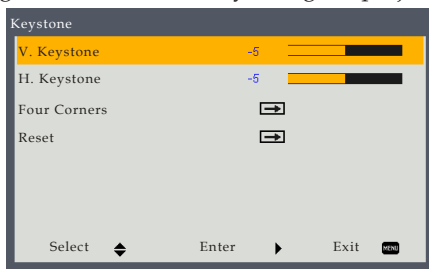 Keystone
V. Keystone -5
H. Keystone -5
Four Corners
Reset
Select Enter Exit MENU